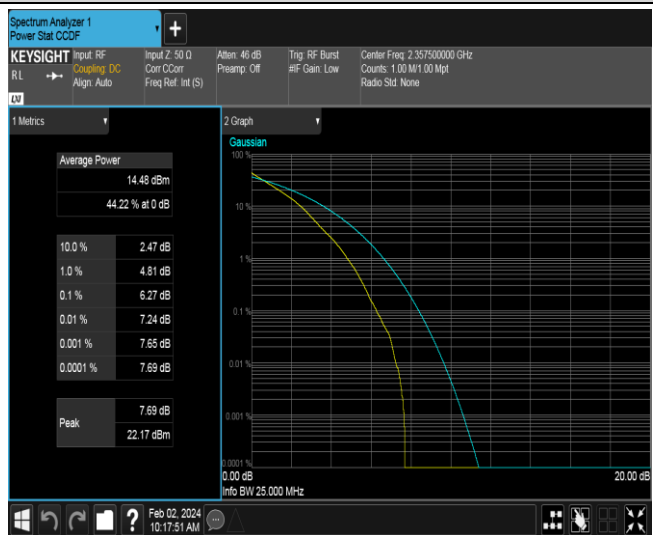 Spectrum Analyzer 1
Power Stat CCDF
KEYSIGHT
RL
LXI
Input: RF
Coupling: DC
Align: Auto
Input Z: 50 Ω
Corr CCorr
Freq Ref: Int (S)
Atten: 46 dB
Preamp: Off
Trig: RF Burst
#IF Gain: Low
Center Freq: 2.357500000 GHz
Counts: 1.00 M/1.00 Mpt
Radio Std: None
1 Metrics
Average Power
14.48 dBm
44.22 % at 0 dB
10.0 % 2.47 dB
1.0 % 4.81 dB
0.1 % 6.27 dB
0.01 % 7.24 dB
0.001 % 7.65 dB
0.0001 % 7.69 dB
Peak 7.69 dB
22.17 dBm
2 Graph
Gaussian
100 %
10 %
1 %
0.1 %
0.01 %
0.001 %
0.0001 %
0.00 dB 20.00 dB
Info BW 25.000 MHz
? Feb 02, 2024
10:17:51 AM